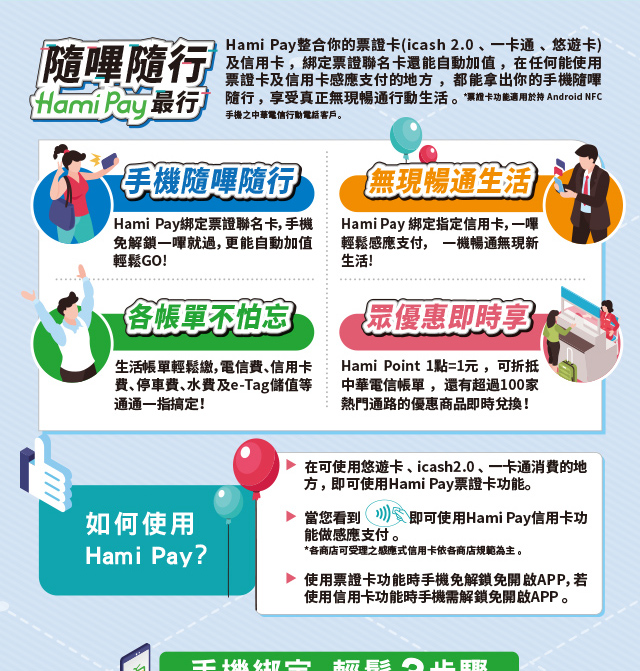 隨嗶隨行
Hami Pay 最行
Hami Pay整合你的票證卡(icash 2.0、一卡通、悠遊卡)
及信用卡，綁定票證聯名卡還能自動加值，在任何能使用
票證卡及信用卡感應支付的地方，都能拿出你的手機隨嗶
隨行，享受真正無現暢通行動生活。*票證卡功能適用於持 Android NFC
手機之中華電信行動電話客戶。
手機隨嗶隨行
Hami Pay綁定票證聯名卡，手機
免解鎖一嗶就過，更能自動加值
輕鬆GO!
無現暢通生活
Hami Pay 綁定指定信用卡，一嗶
輕鬆感應支付， 一機暢通無現新
生活!
各帳單不怕忘
生活帳單輕鬆繳，電信費、信用卡
費、停車費、水費及e-Tag儲值等
通通一指搞定!
眾優惠即時享
Hami Point 1點=1元，可折抵
中華電信帳單，還有超過100家
熱門通路的優惠商品即時兌換!
如何使用
Hami Pay?
在可使用悠遊卡、icash2.0、一卡通消費的地
方，即可使用Hami Pay票證卡功能。
當您看到 即可使用Hami Pay信用卡功
能做感應支付。
*各商店可受理之感應式信用卡依各商店規範為主。
使用票證卡功能時手機免解鎖免開啟APP，若
使用信用卡功能時手機需解鎖免開啟APP。
手機綁定 輕鬆3步驟